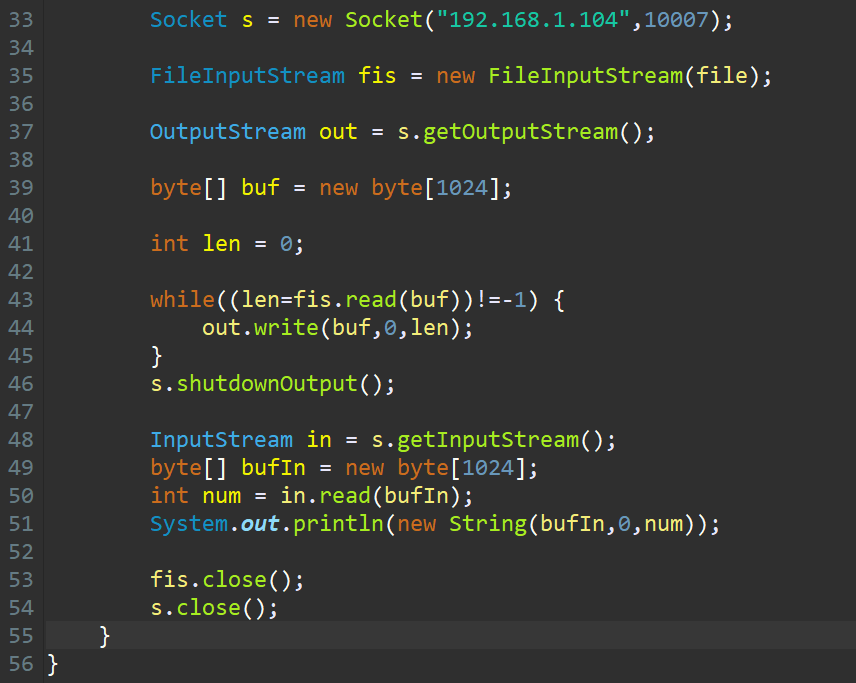 33 Socket s = new Socket("192.168.1.104",10007);
34
35 FileInputStream fis = new FileInputStream(file);
36
37 OutputStream out = s.getOutputStream();
38
39 byte[] buf = new byte[1024];
40
41 int len = 0;
42
43 while((len=fis.read(buf))!=-1) {
44 out.write(buf,0,len);
45 }
46 s.shutdownOutput();
47
48 InputStream in = s.getInputStream();
49 byte[] bufIn = new byte[1024];
50 int num = in.read(bufIn);
51 System.out.println(new String(bufIn,0,num));
52
53 fis.close();
54 s.close();
55 }
56 }